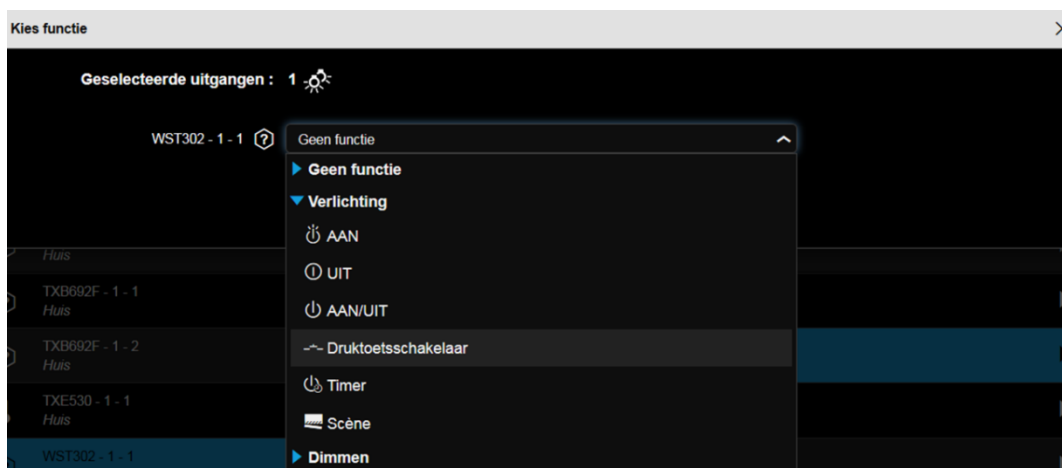 Kies functie
Geselecteerde uitgangen : 1
WST302 - 1 - 1
Geen functie
Geen functie
Verlichting
AAN
UIT
AAN/UIT
Druktoetsschakelaar
Timer
Scène
Dimmen
Huis
TXB692F - 1 - 1
Huis
TXB692F - 1 - 2
Huis
TXE530 - 1 - 1
Huis
WST302 - 1 - 1